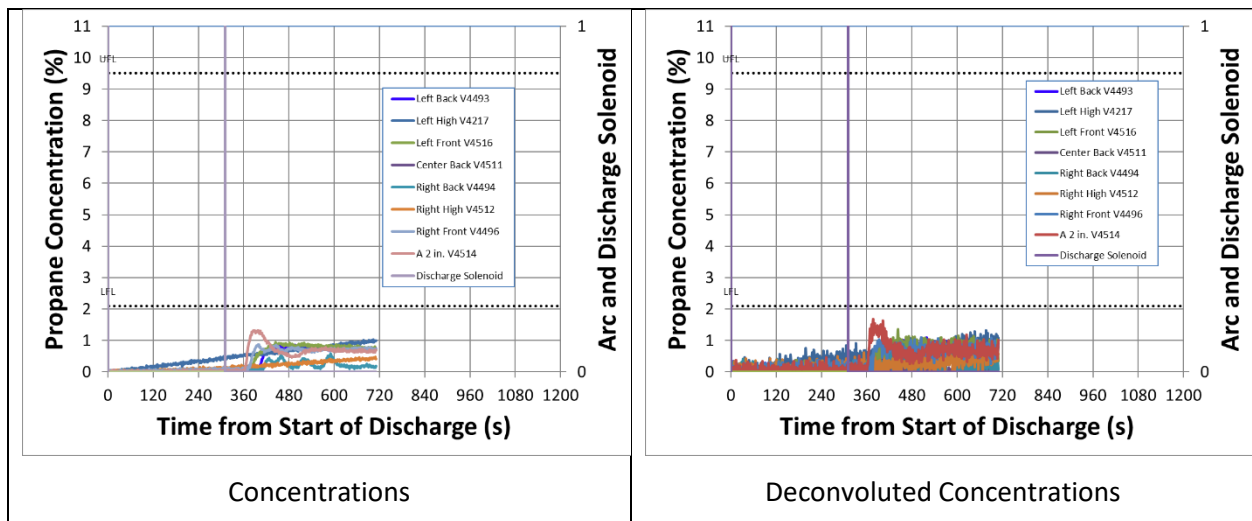 Propane Concentration (%)
11
10
9
8
7
6
5
4
3
2
1
0
UFL
LFL
Left Back V4493
Left High V4217
Left Front V4516
Center Back V4511
Right Back V4494
Right High V4512
Right Front V4496
A 2 in. V4514
Discharge Solenoid
1
0
Arc and Discharge Solenoid
0 120 240 360 480 600 720 840 960 1080 1200
Time from Start of Discharge (s)
Concentrations
Propane Concentration (%)
11
10
9
8
7
6
5
4
3
2
1
0
UFL
LFL
Left Back V4493
Left High V4217
Left Front V4516
Center Back V4511
Right Back V4494
Right High V4512
Right Front V4496
A 2 in. V4514
Discharge Solenoid
1
0
Arc and Discharge Solenoid
0 120 240 360 480 600 720 840 960 1080 1200
Time from Start of Discharge (s)
Deconvoluted Concentrations